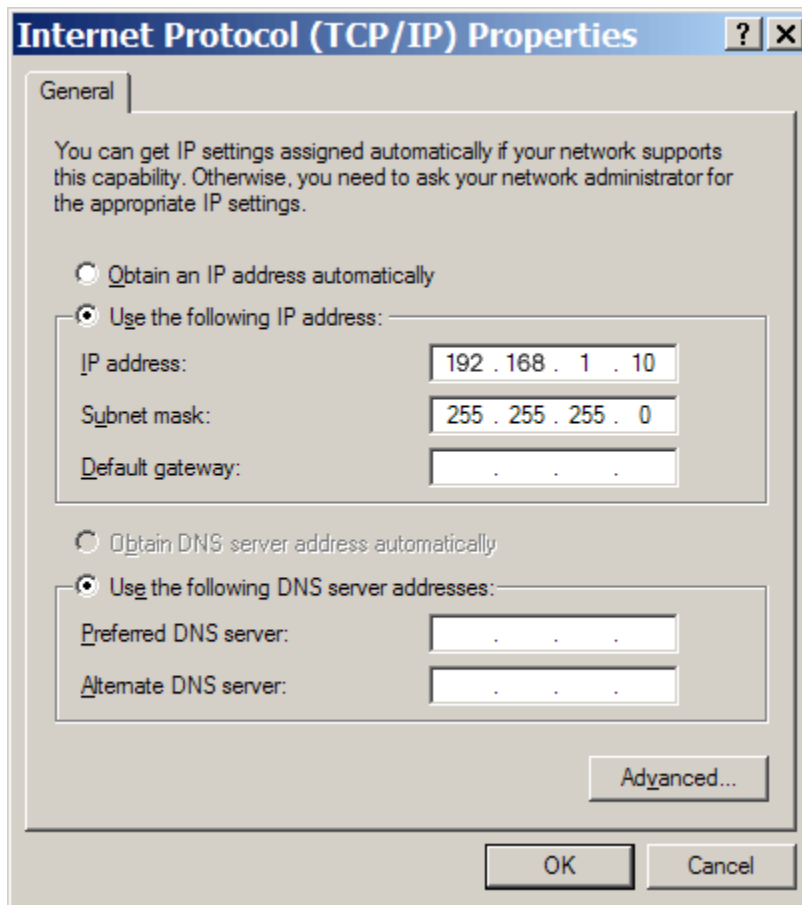 Internet Protocol (TCP/IP) Properties
General
You can get IP settings assigned automatically if your network supports
this capability. Otherwise, you need to ask your network administrator for
the appropriate IP settings.
Obtain an IP address automatically
Use the following IP address:
IP address: 192 . 168 . 1 . 10
Subnet mask: 255 . 255 . 255 . 0
Default gateway: . . .
Obtain DNS server address automatically
Use the following DNS server addresses:
Preferred DNS server: . . .
Alternate DNS server: . . .
Advanced...
OK Cancel